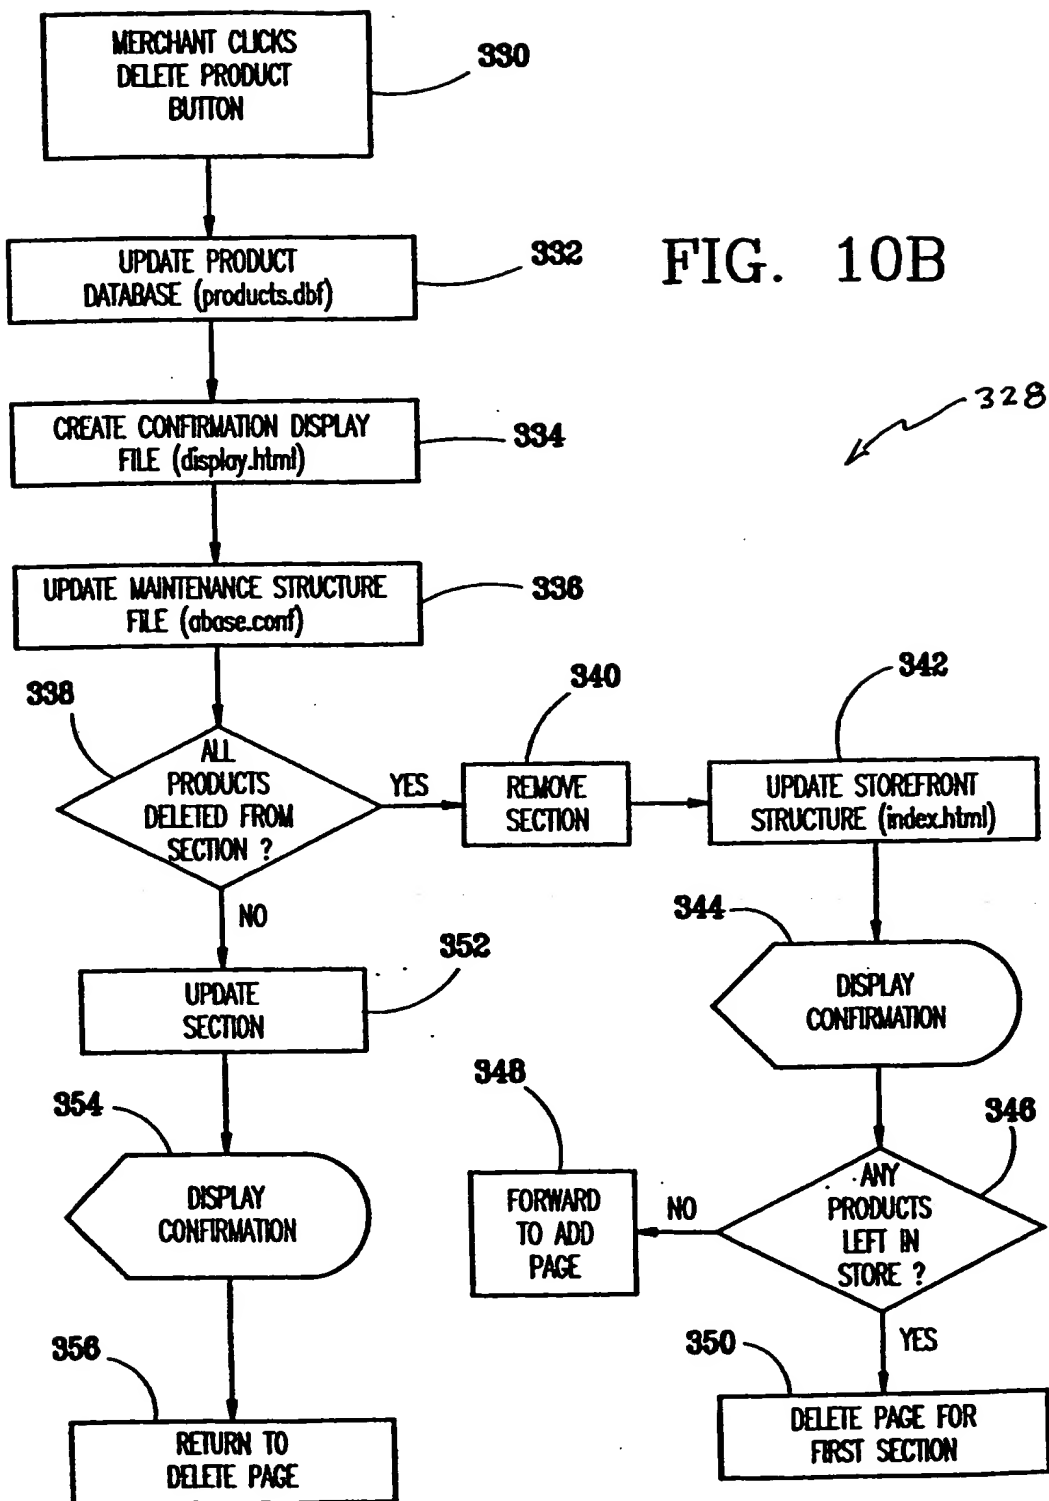 MERCHANT CLICKS
DELETE PRODUCT
BUTTON
330
UPDATE PRODUCT
DATABASE (products.dbf)
332
FIG. 10B
328
CREATE CONFIRMATION DISPLAY
FILE (display.html)
334
UPDATE MAINTENANCE STRUCTURE
FILE (abase.conf)
336
338
ALL
PRODUCTS
DELETED FROM
SECTION ?
YES
340
REMOVE
SECTION
342
UPDATE STOREFRONT
STRUCTURE (index.html)
NO
344
DISPLAY
CONFIRMATION
352
UPDATE
SECTION
354
DISPLAY
CONFIRMATION
348
FORWARD
TO ADD
PAGE
NO
346
ANY
PRODUCTS
LEFT IN
STORE ?
YES
356
RETURN TO
DELETE PAGE
350
DELETE PAGE FOR
FIRST SECTION